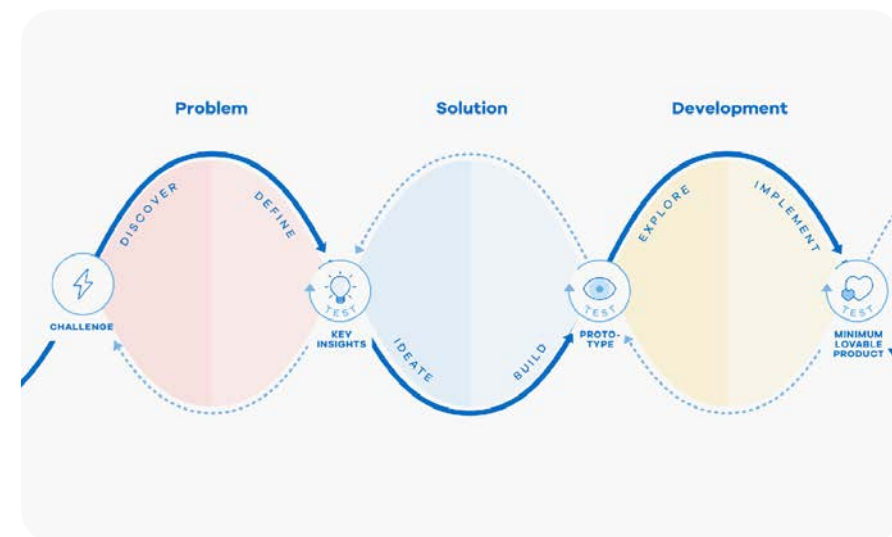 Problem
Solution
Development
DISCOVER
DEFINE
EXPLORE
IMPLEMENT
CHALLENGE
TEST
KEY
INSIGHTS
IDEATE
BUILD
TEST
PROTO-
TYPE
TEST
MINIMUM
LOVABLE
PRODUCT